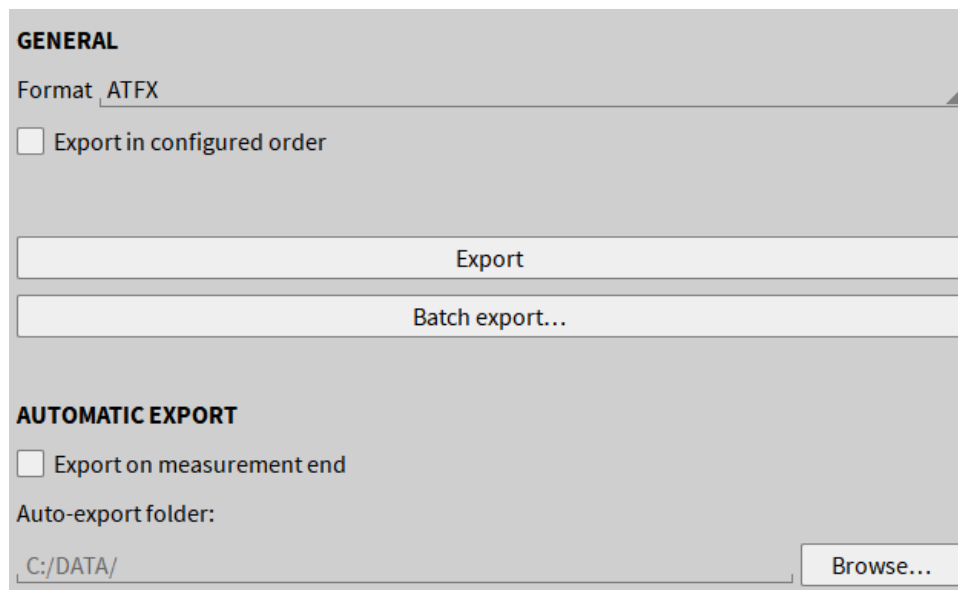 GENERAL
Format ATFX
Export in configured order
Export
Batch export...
AUTOMATIC EXPORT
Export on measurement end
Auto-export folder:
C:/DATA/ Browse...